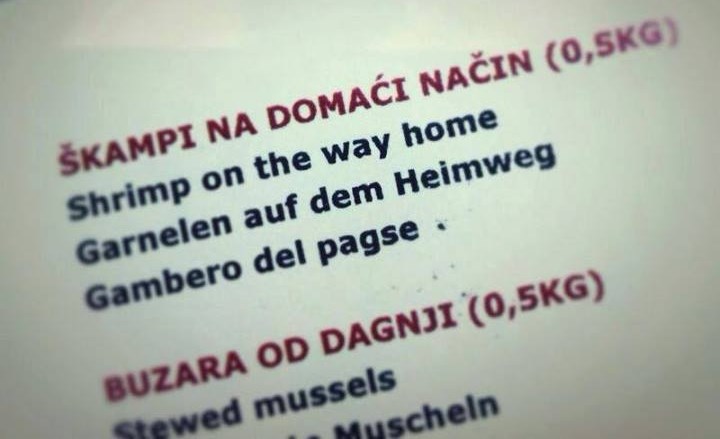 ŠKAMPI NA DOMAĆI NAČIN (0,5KG)
Shrimp on the way home
Garnelen auf dem Heimweg
Gambero del pagse
BUZARA OD DAGNJI (0,5KG)
Stewed mussels
Muscheln